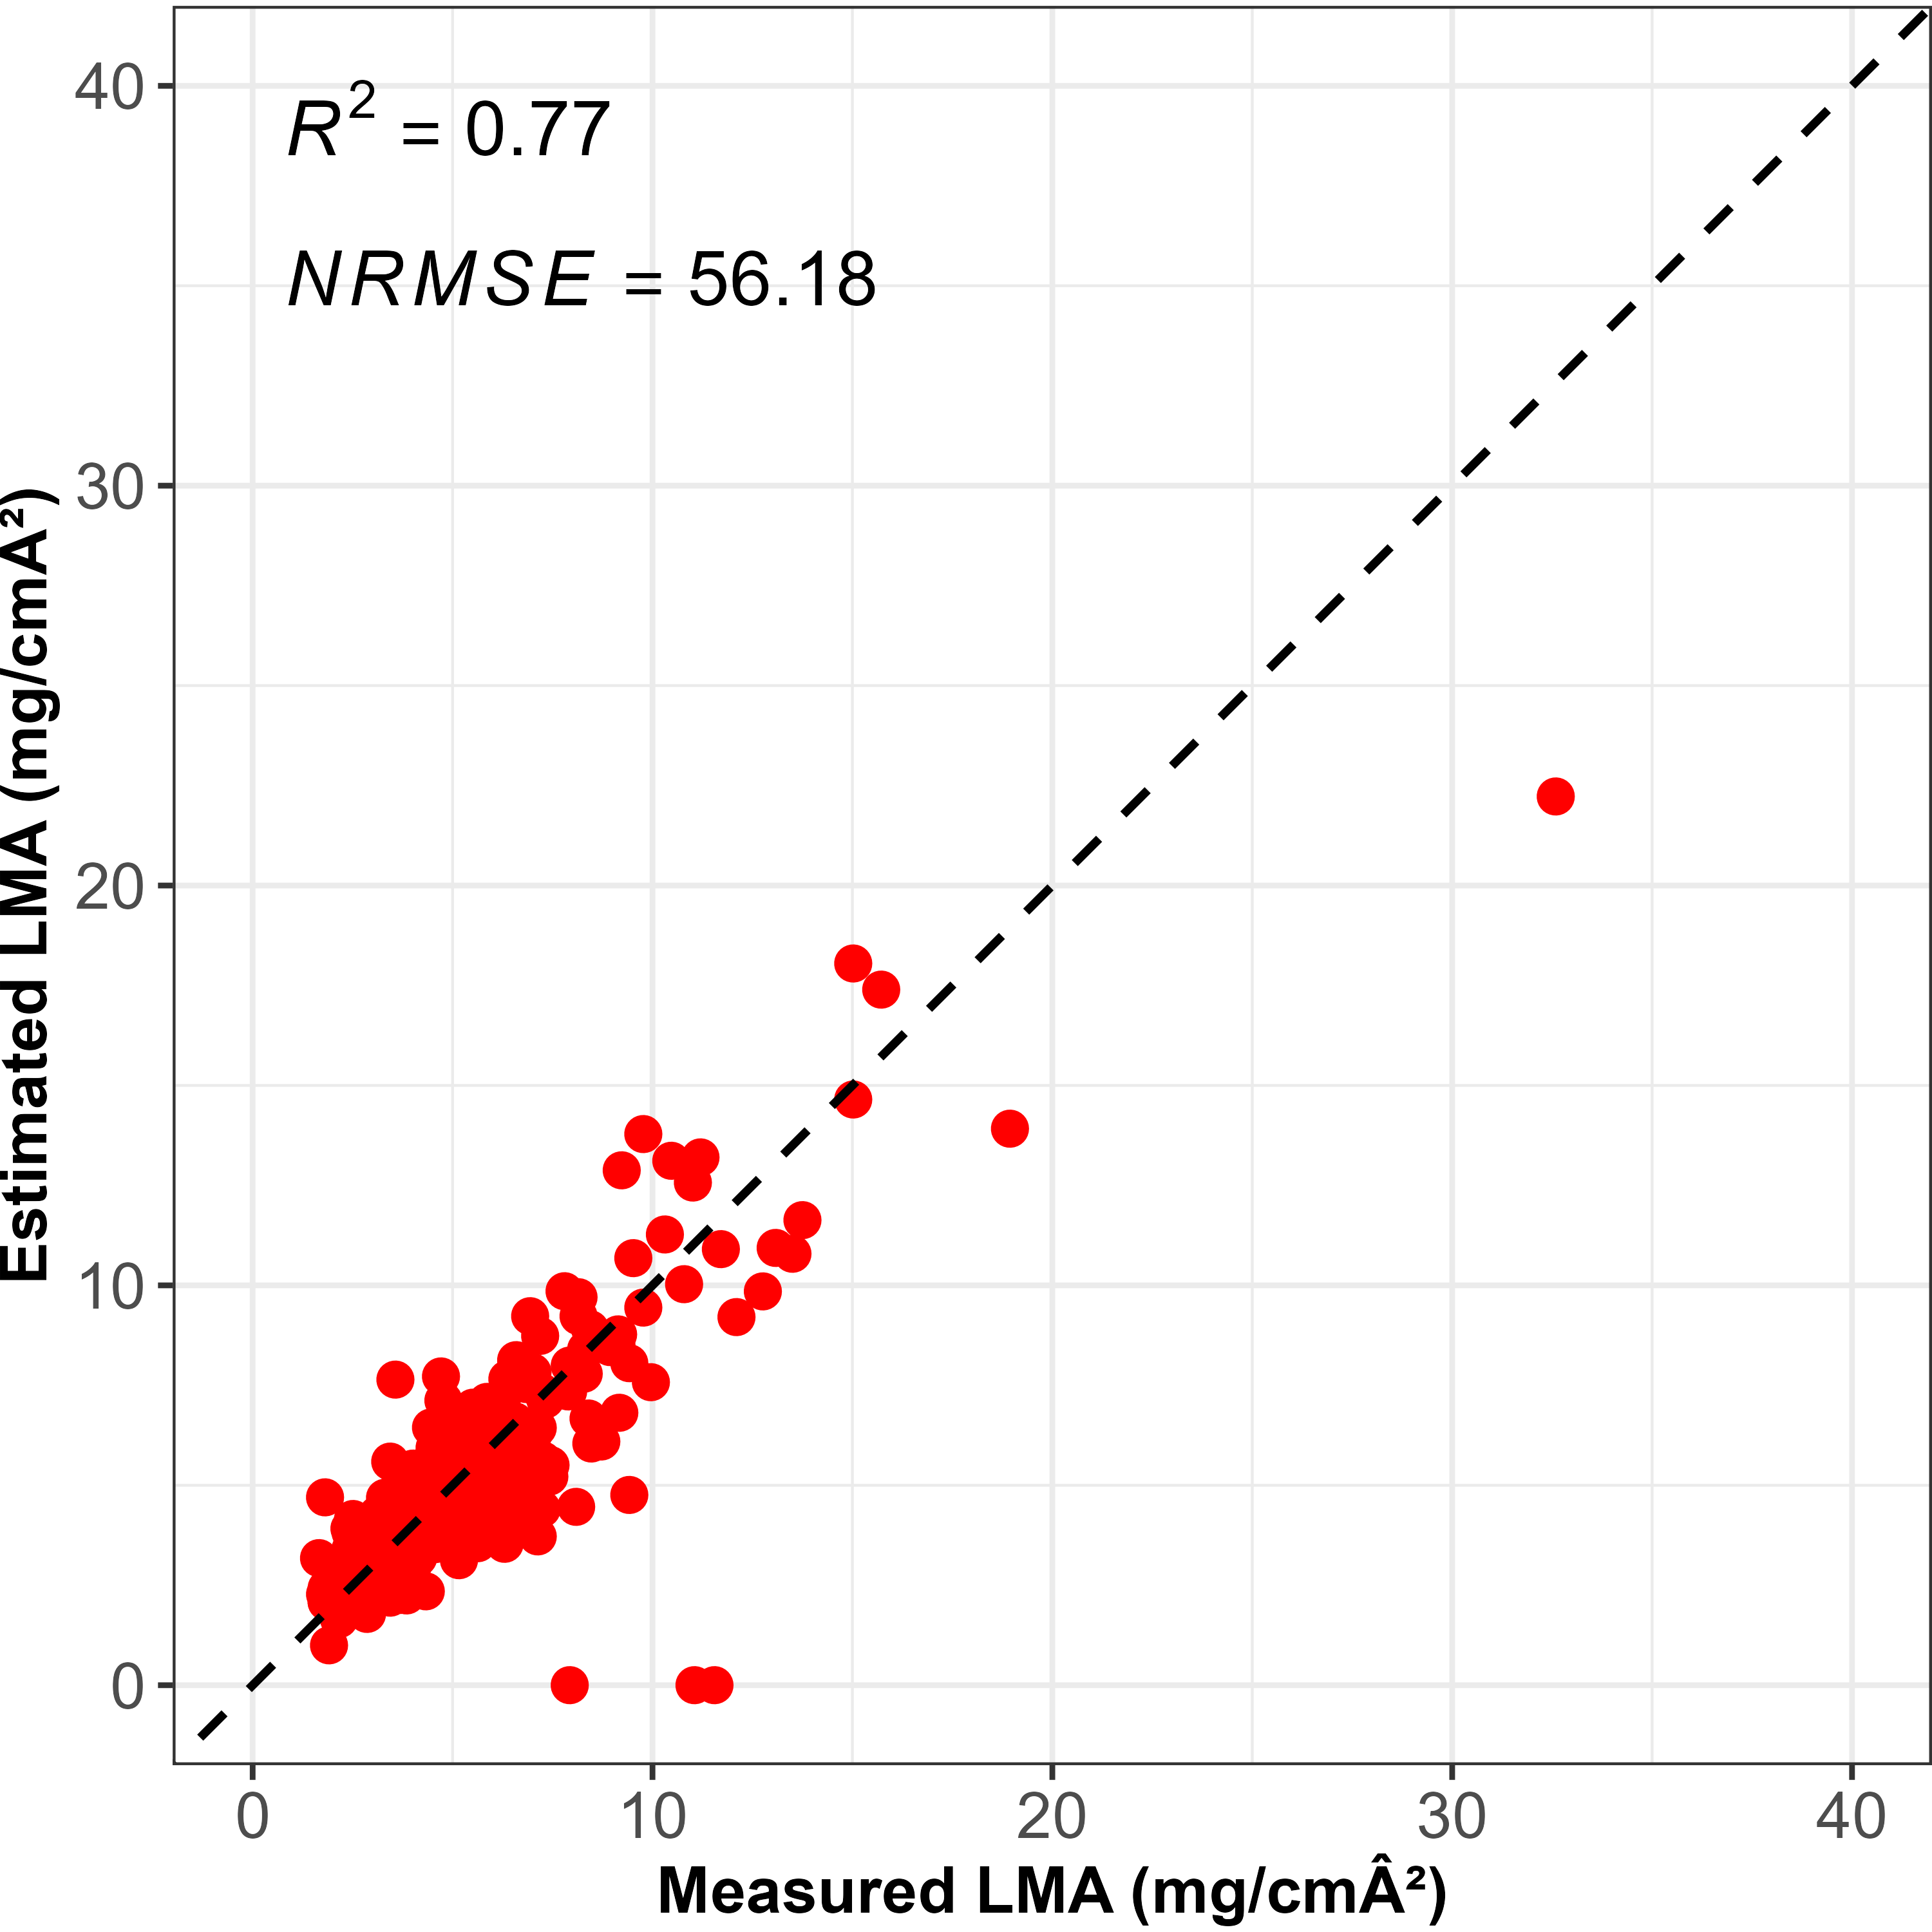 R² = 0.77
NRMSE = 56.18
40
30
20
10
0
Estimated LMA (mg/cmÂ²)
0
10
20
30
40
Measured LMA (mg/cmÂ²)